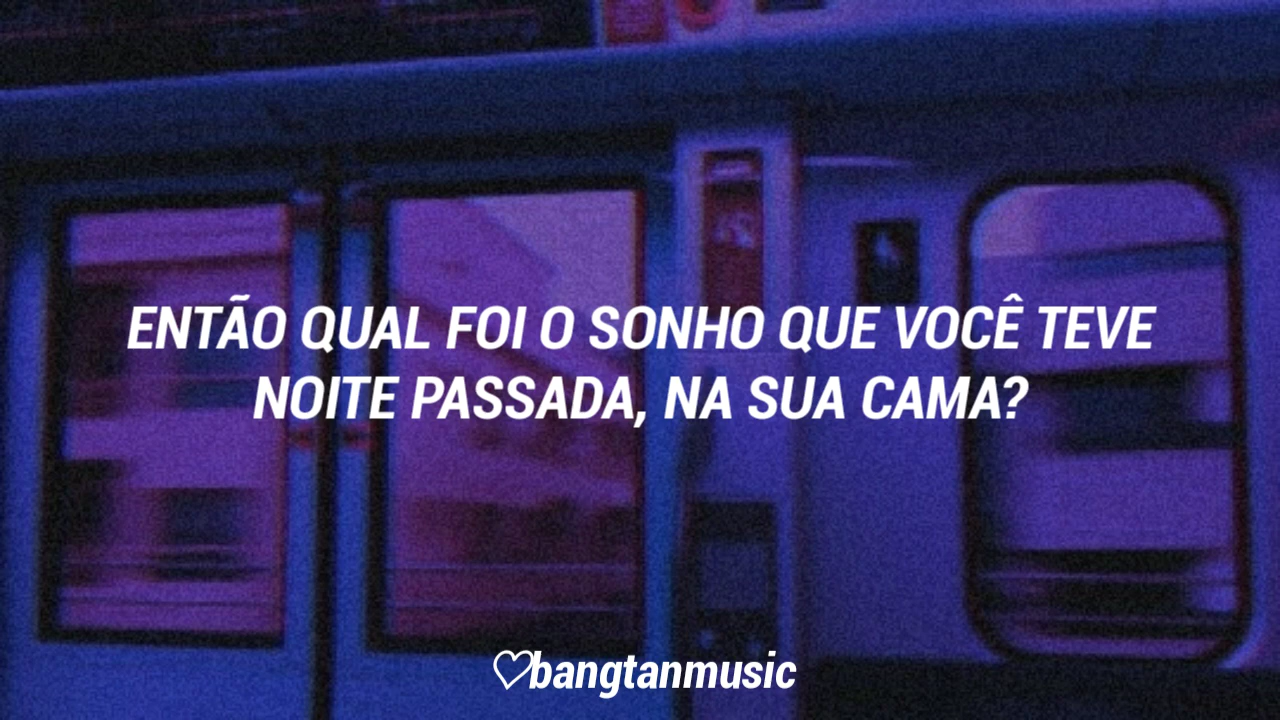 ENTÃO QUAL FOI O SONHO QUE VOCÊ TEVE
NOITE PASSADA, NA SUA CAMA?
♡bangtanmusic